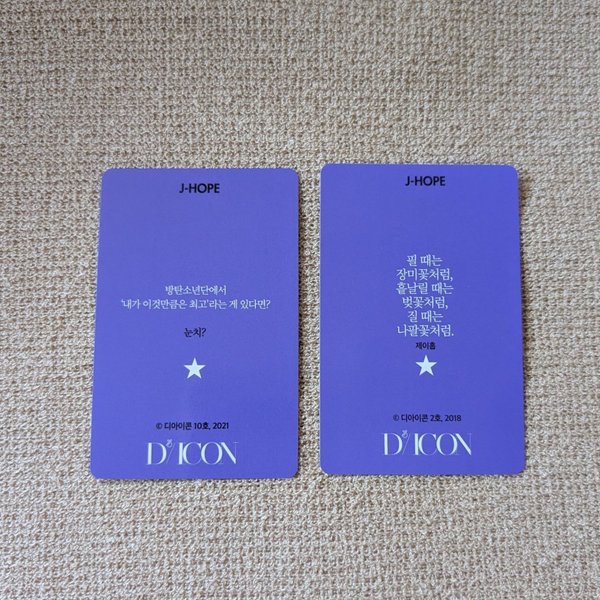 J-HOPE
방탄소년단에서
'내가 이것만큼은 최고'라는 게 있다면?
눈치?
© 디아이콘 10호, 2021
D/ICON
J-HOPE
필 때는
장미꽃처럼,
흩날릴 때는
벚꽃처럼,
질 때는
나팔꽃처럼.
제이홉
© 디아이콘 2호, 2018
D/ICON